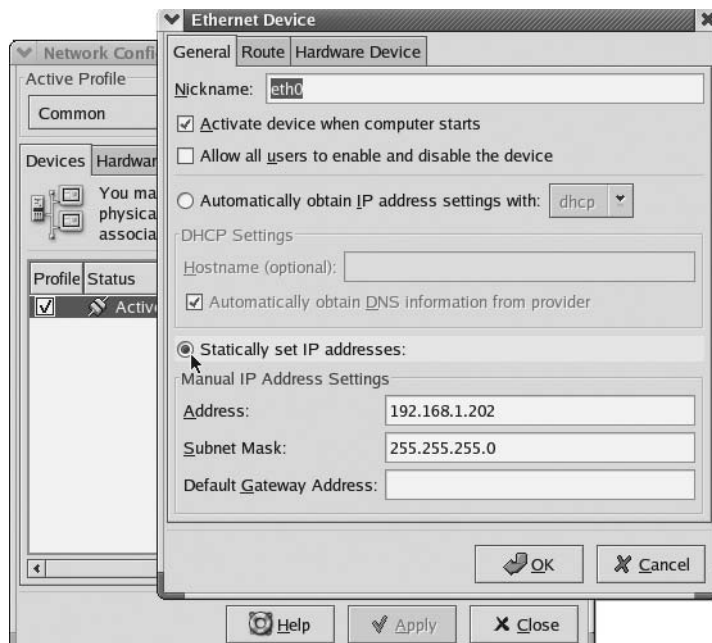 Ethernet Device
Network Confi
General Route Hardware Device
Active Profile
Nickname: eth0
Common
Activate device when computer starts
Allow all users to enable and disable the device
Devices Hardwar
You ma
physica
associa
Automatically obtain IP address settings with: dhcp
DHCP Settings
Hostname (optional):
Automatically obtain DNS information from provider
Profile Status
Active
Statically set IP addresses:
Manual IP Address Settings
Address: 192.168.1.202
Subnet Mask: 255.255.255.0
Default Gateway Address:
OK Cancel
Help Apply Close